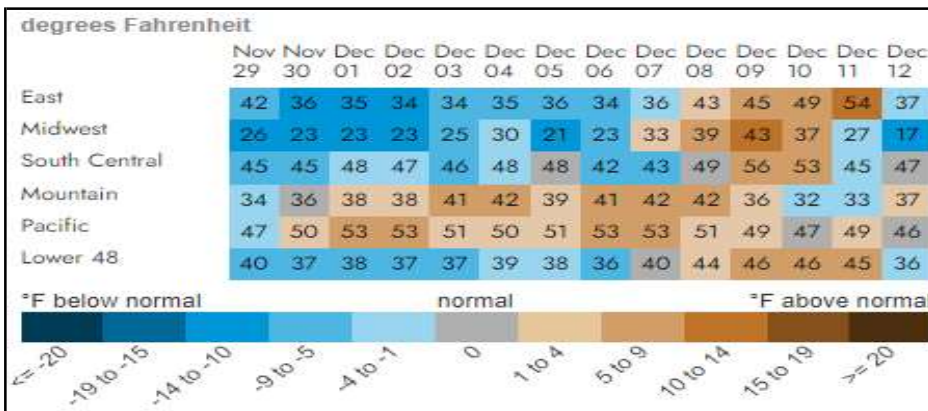 degrees Fahrenheit
Nov Nov Dec Dec Dec Dec Dec Dec Dec Dec Dec Dec Dec Dec
29 30 01 02 03 04 05 06 07 08 09 10 11 12
East 42 36 35 34 34 35 36 34 36 43 45 49 54 37
Midwest 26 23 23 23 25 30 21 23 33 39 43 37 27 17
South Central 45 45 48 47 46 48 48 42 43 49 56 53 45 47
Mountain 34 36 38 38 41 42 39 41 42 42 36 32 33 37
Pacific 47 50 53 53 51 50 51 53 53 51 49 47 49 46
Lower 48 40 37 38 37 37 39 38 36 40 44 46 46 45 36
°F below normal normal °F above normal
<= -20 -19 to -15 -14 to -10 -9 to -5 -4 to -1 0 1 to 4 5 to 9 10 to 14 15 to 19 >= 20